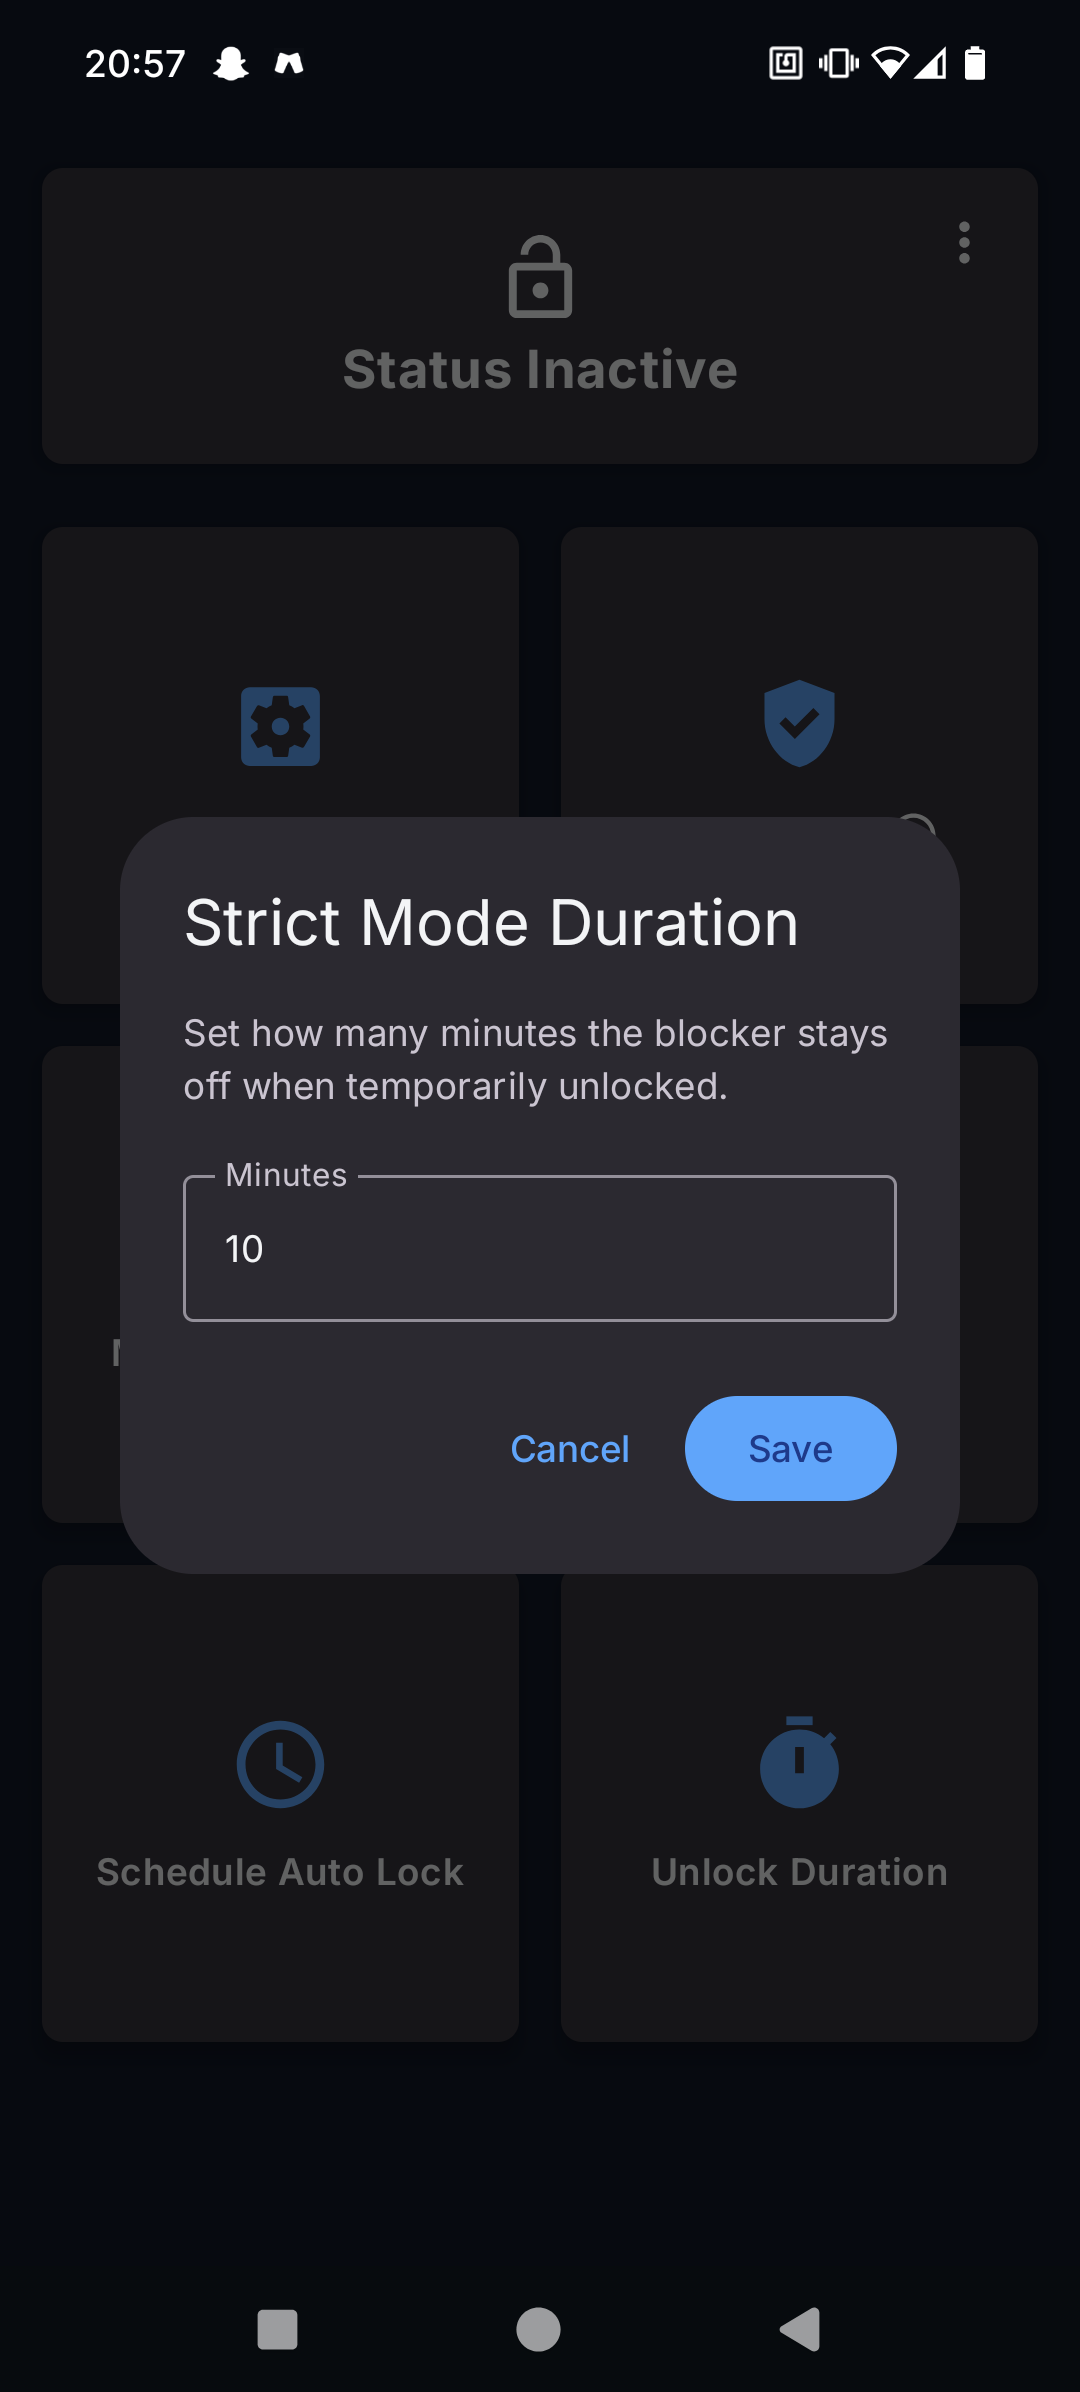 20:57
Status Inactive
Strict Mode Duration
Set how many minutes the blocker stays
off when temporarily unlocked.
Minutes
10
Cancel
Save
Schedule Auto Lock
Unlock Duration